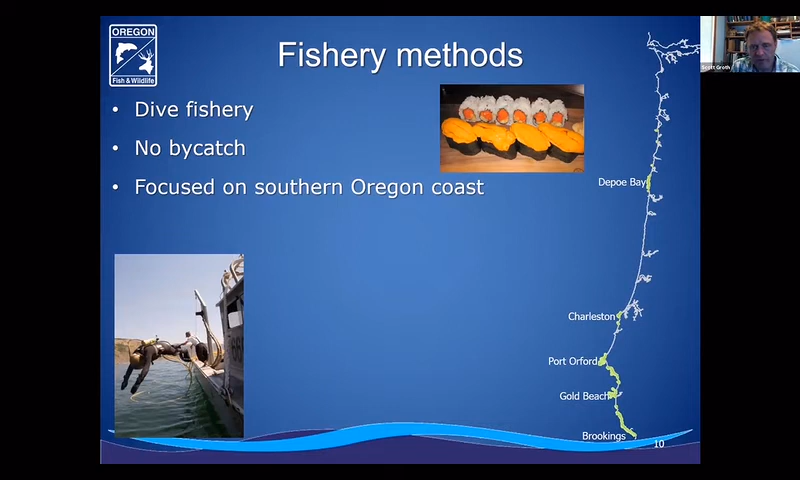 OREGON
Fish & Wildlife
Fishery methods
Scott Groth
• Dive fishery
• No bycatch
• Focused on southern Oregon coast
Depoe Bay
Charleston
Port Orford
Gold Beach
Brookings
10